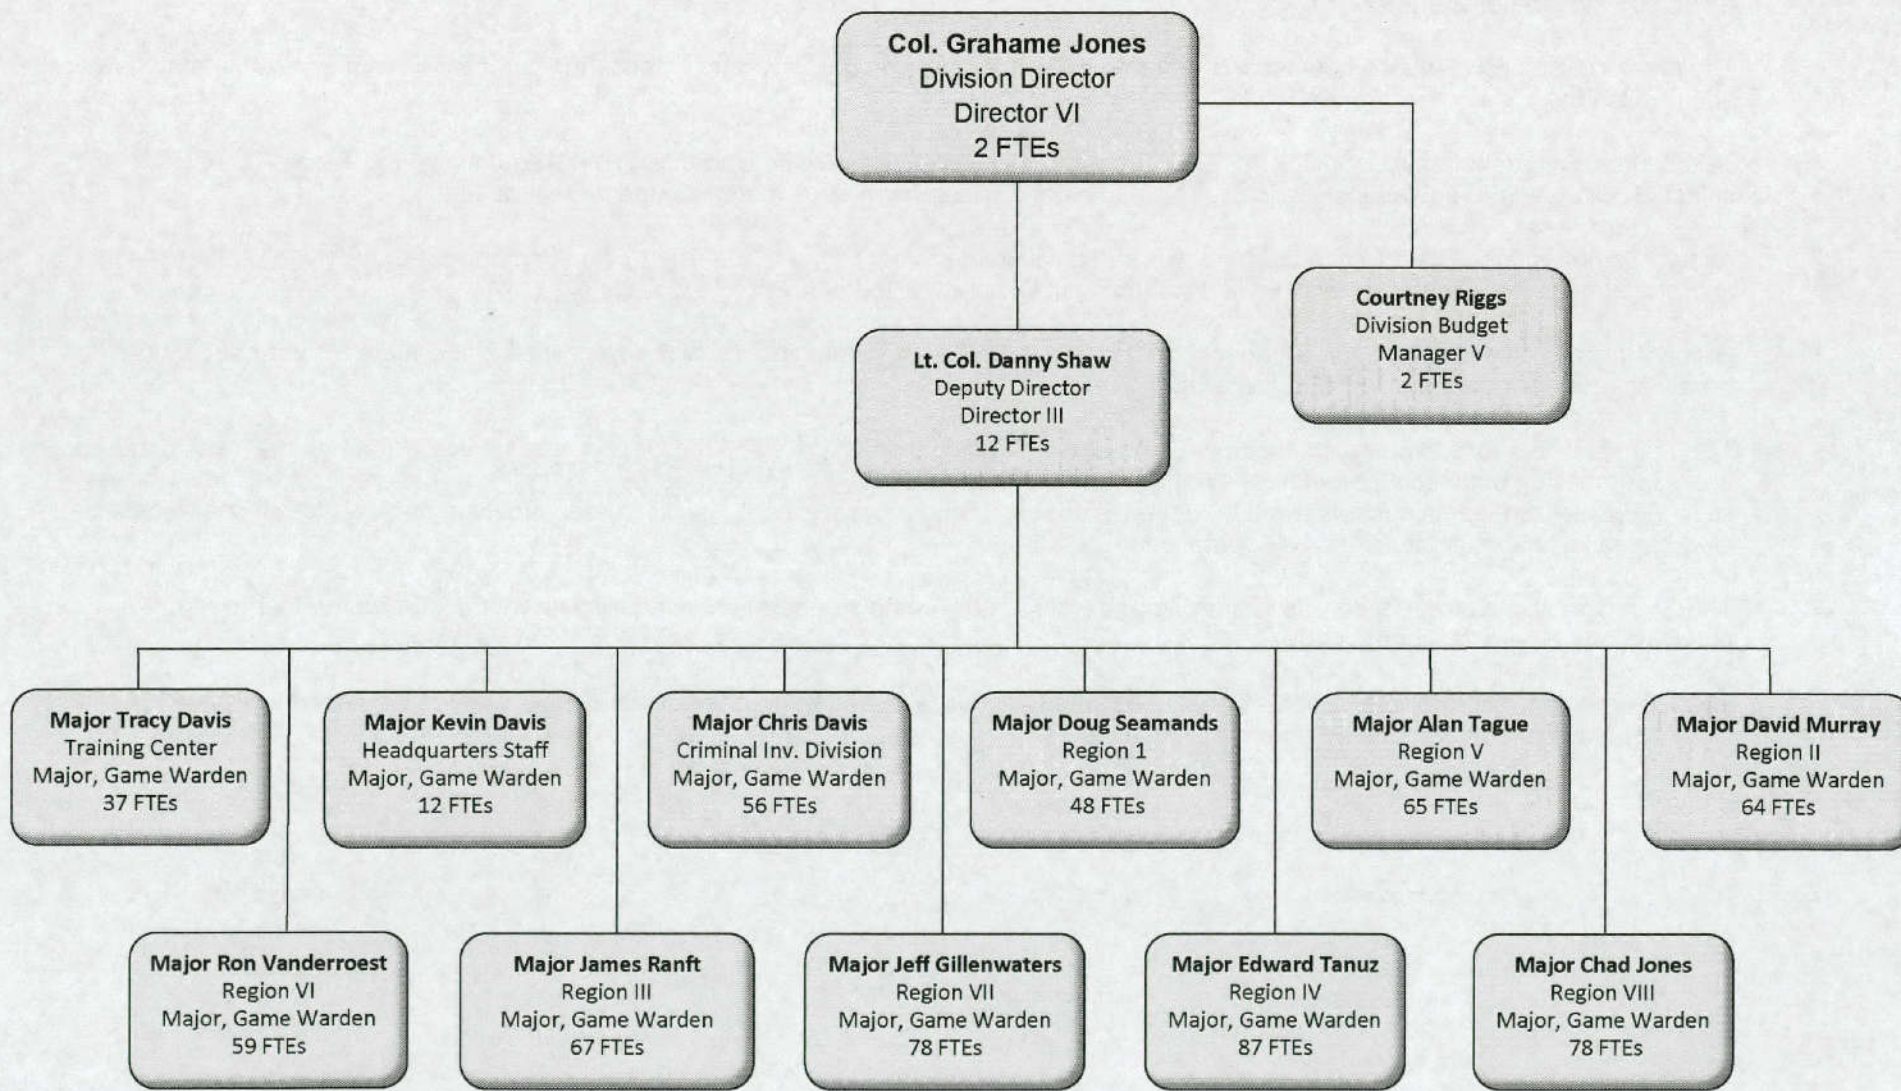 Col. Grahame Jones
Division Director
Director VI
2 FTEs
Courtney Riggs
Division Budget
Manager V
2 FTEs
Lt. Col. Danny Shaw
Deputy Director
Director III
12 FTEs
Major Tracy Davis
Training Center
Major, Game Warden
37 FTEs
Major Kevin Davis
Headquarters Staff
Major, Game Warden
12 FTEs
Major Chris Davis
Criminal Inv. Division
Major, Game Warden
56 FTEs
Major Doug Seamands
Region 1
Major, Game Warden
48 FTEs
Major Alan Tague
Region V
Major, Game Warden
65 FTEs
Major David Murray
Region II
Major, Game Warden
64 FTEs
Major Ron Vanderroest
Region VI
Major, Game Warden
59 FTEs
Major James Ranft
Region III
Major, Game Warden
67 FTEs
Major Jeff Gillenwaters
Region VII
Major, Game Warden
78 FTEs
Major Edward Tanuz
Region IV
Major, Game Warden
87 FTEs
Major Chad Jones
Region VIII
Major, Game Warden
78 FTEs